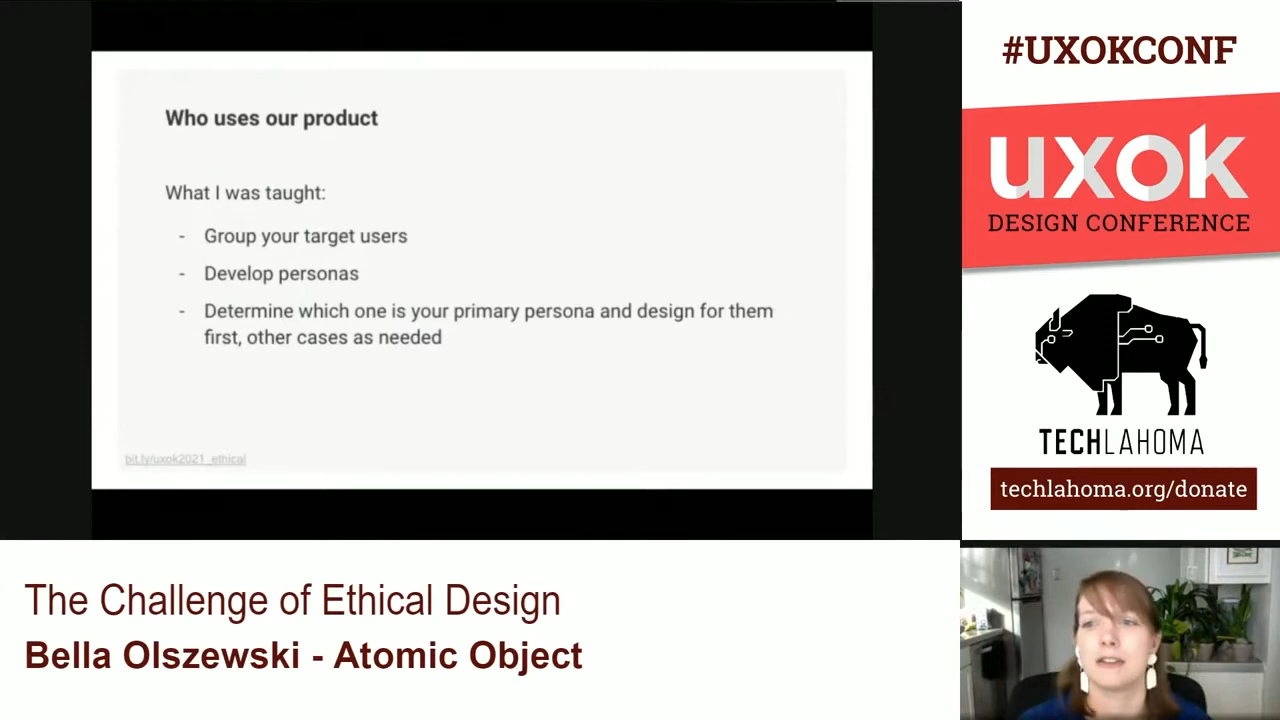 Who uses our product
What I was taught:
- Group your target users
- Develop personas
- Determine which one is your primary persona and design for them
first, other cases as needed
bit.ly/uxok2021_ethical
#UXOKCONF
uxok
DESIGN CONFERENCE
TECHLAHOMA
techlahoma.org/donate
The Challenge of Ethical Design
Bella Olszewski - Atomic Object